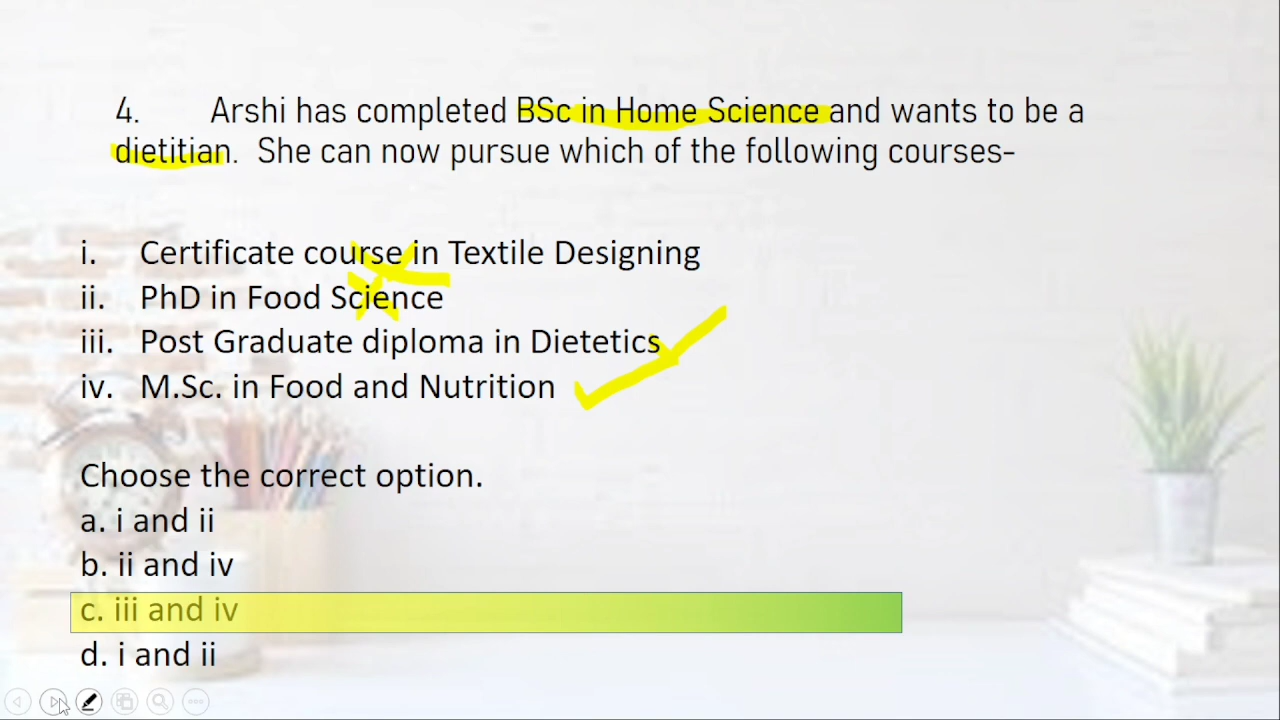 4. Arshi has completed BSc in Home Science and wants to be a
dietitian. She can now pursue which of the following courses-
i. Certificate course in Textile Designing
ii. PhD in Food Science
iii. Post Graduate diploma in Dietetics
iv. M.Sc. in Food and Nutrition
Choose the correct option.
a. i and ii
b. ii and iv
c. iii and iv
d. i and ii